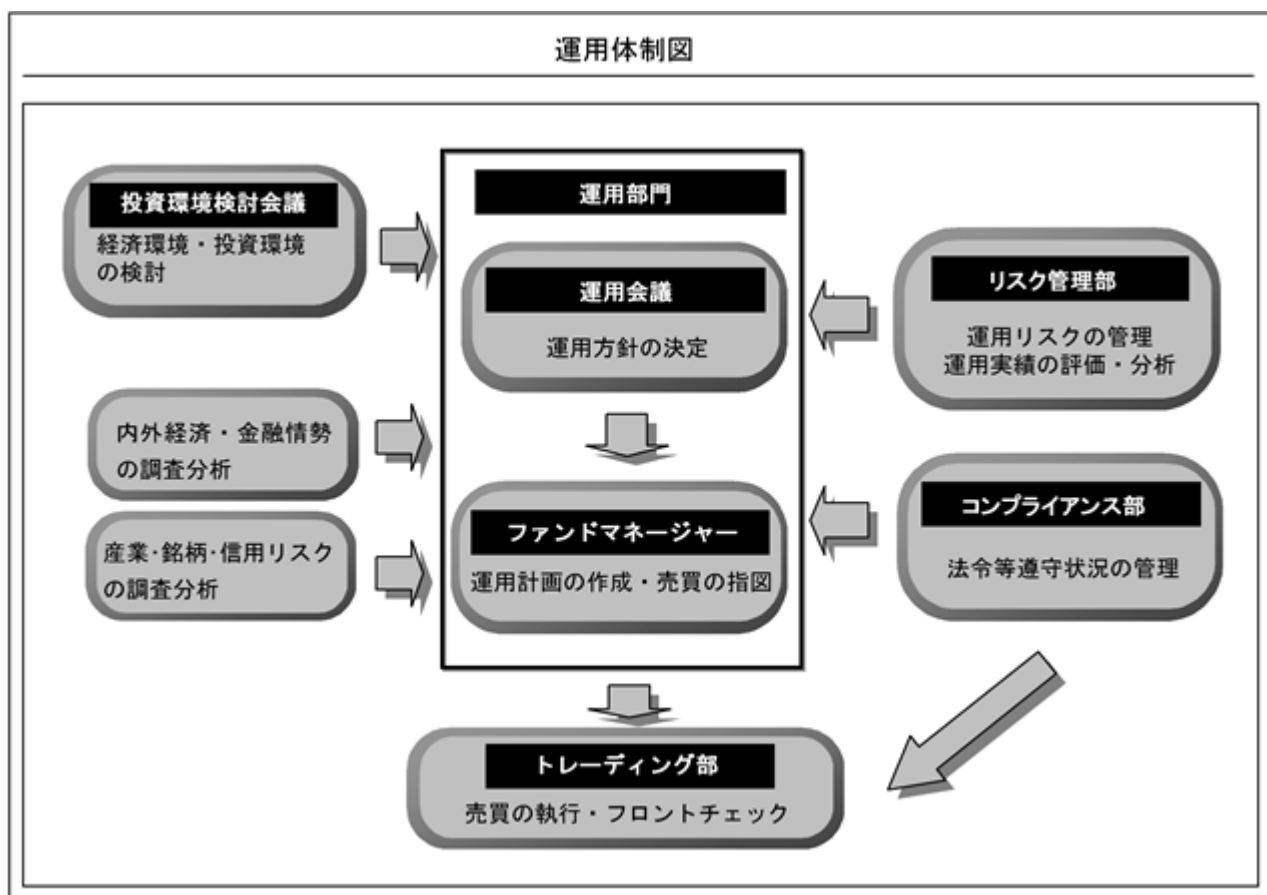 運用体制図
投資環境検討会議
経済環境・投資環境
の検討
内外経済・金融情勢
の調査分析
産業・銘柄・信用リスク
の調査分析
運用部門
運用会議
運用方針の決定
ファンドマネージャー
運用計画の作成・売買の指図
リスク管理部
運用リスクの管理
運用実績の評価・分析
コンプライアンス部
法令等遵守状況の管理
トレーディング部
売買の執行・フロントチェック